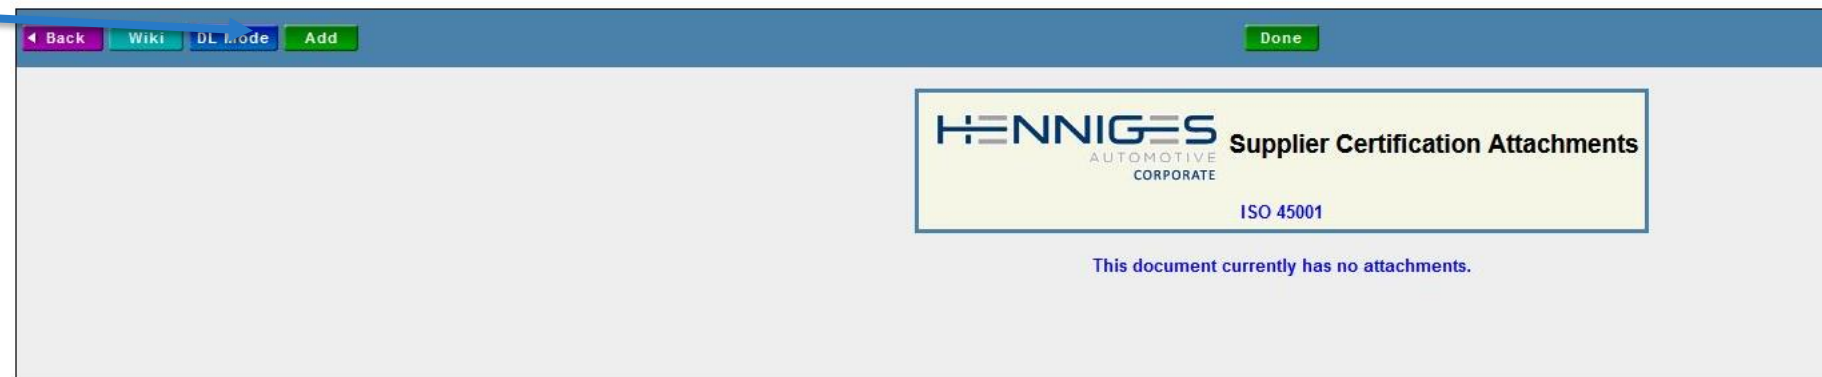 Back Wiki DL Mode Add Done
HENNIGES
AUTOMOTIVE
CORPORATE
Supplier Certification Attachments
ISO 45001
This document currently has no attachments.